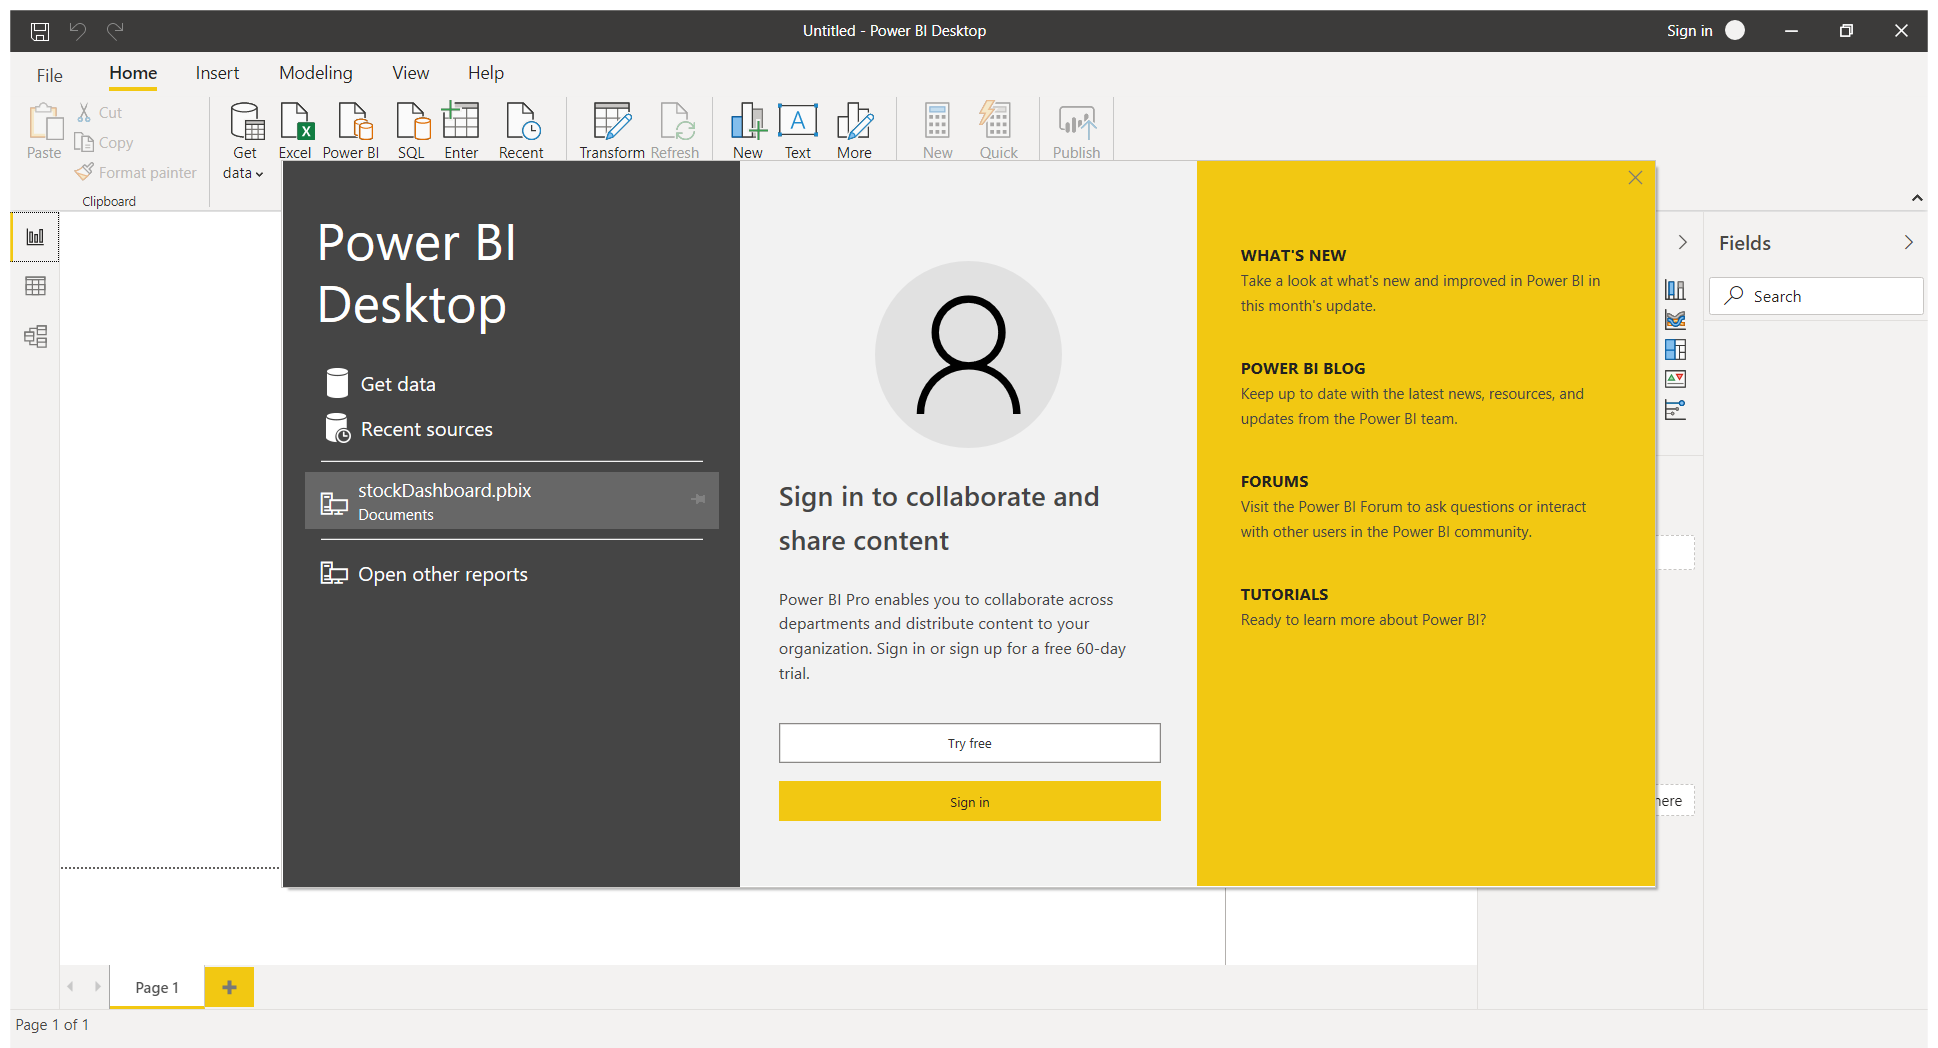 Untitled - Power BI Desktop
Sign in
File
Home
Insert
Modeling
View
Help
Paste
Cut
Copy
Format painter
Clipboard
Get
data
Excel
Power BI
SQL
Enter
Recent
Transform
Refresh
New
Text
More
New
Quick
Publish
Power BI
Desktop
Get data
Recent sources
stockDashboard.pbix
Documents
Open other reports
Sign in to collaborate and
share content
Power BI Pro enables you to collaborate across
departments and distribute content to your
organization. Sign in or sign up for a free 60-day
trial.
Try free
Sign in
WHAT'S NEW
Take a look at what's new and improved in Power BI in
this month's update.
POWER BI BLOG
Keep up to date with the latest news, resources, and
updates from the Power BI team.
FORUMS
Visit the Power BI Forum to ask questions or interact
with other users in the Power BI community.
TUTORIALS
Ready to learn more about Power BI?
Fields
Search
Page 1
Page 1 of 1